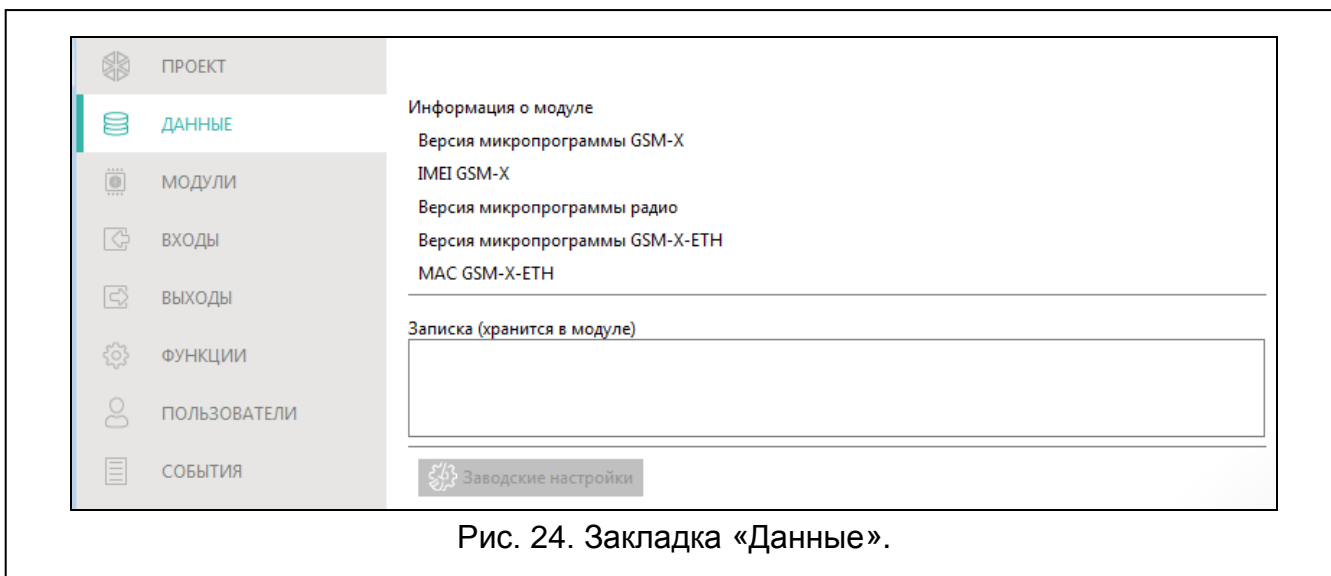 ПРОЕКТ
ДАННЫЕ
МОДУЛИ
ВХОДЫ
ВЫХОДЫ
ФУНКЦИИ
ПОЛЬЗОВАТЕЛИ
СОБЫТИЯ
Информация о модуле
Версия микропрограммы GSM-X
IMEI GSM-X
Версия микропрограммы радио
Версия микропрограммы GSM-X-ETH
MAC GSM-X-ETH
Записка (хранится в модуле)
Заводские настройки
Рис. 24. Закладка «Данные».